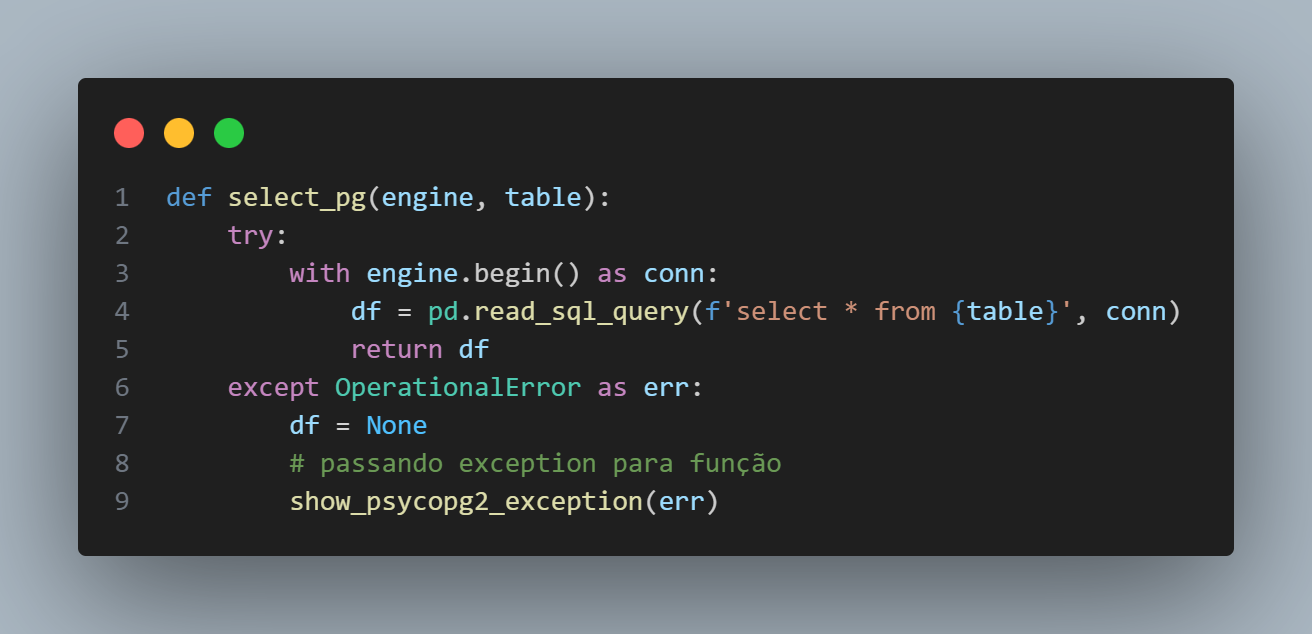 1 def select_pg(engine, table):
2     try:
3         with engine.begin() as conn:
4             df = pd.read_sql_query(f'select * from {table}', conn)
5             return df
6     except OperationalError as err:
7         df = None
8         # passando exception para função
9         show_psycopg2_exception(err)